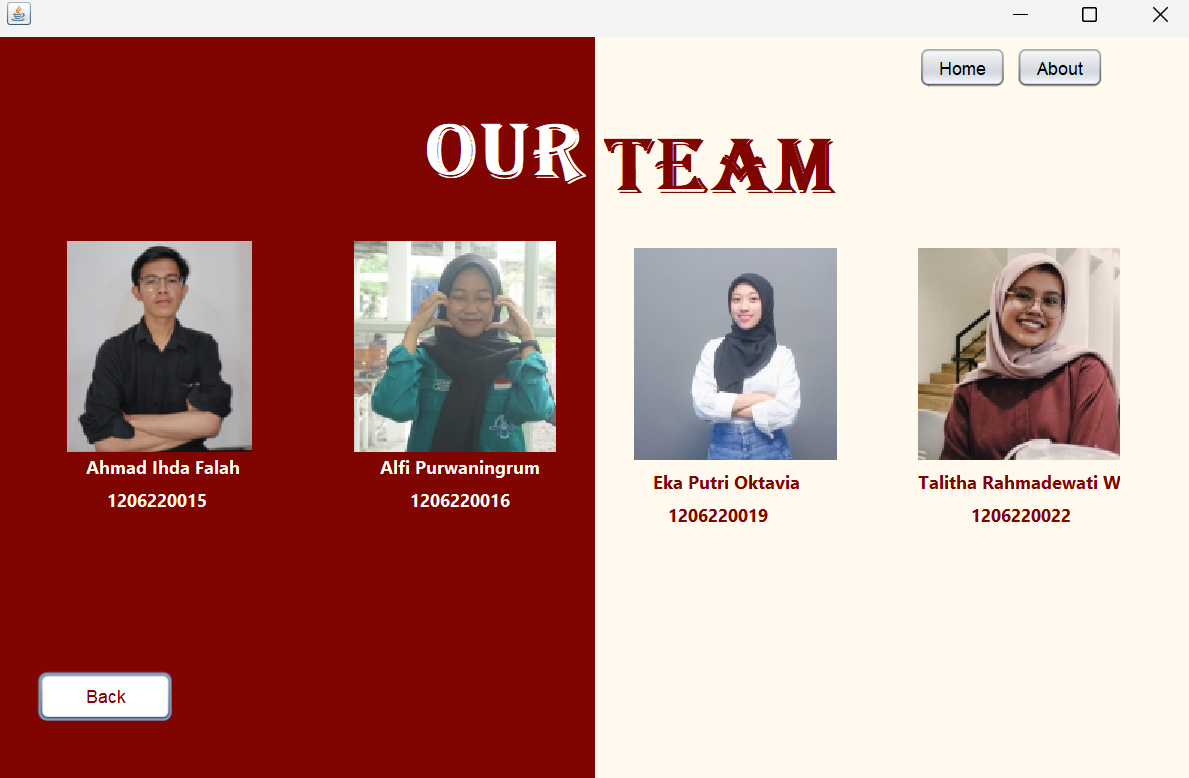 Home About
OUR TEAM
Ahmad Ihda Falah
1206220015
Alfi Purwaningrum
1206220016
Eka Putri Oktavia
1206220019
Talitha Rahmadewati W
1206220022
Back